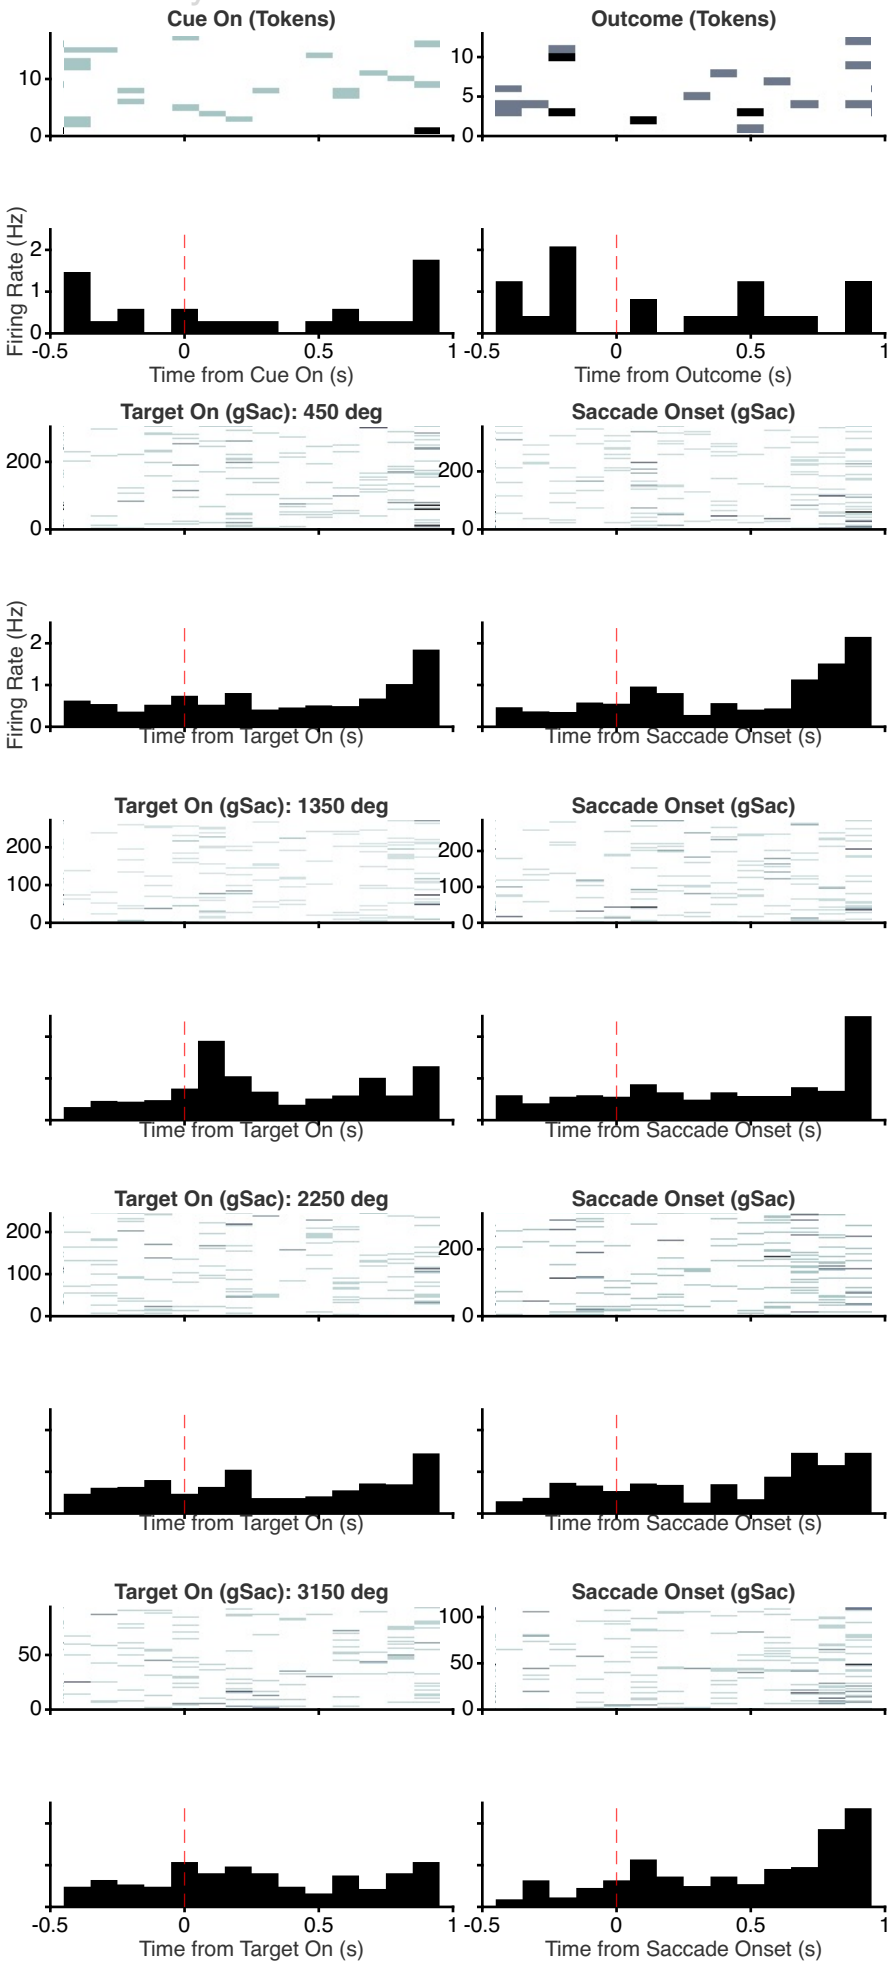 Cue On (Tokens) Outcome (Tokens)
10 10
5
0 0
Firing Rate (Hz)
2
1
0
-0.5 0 0.5 1 -0.5 0 0.5 1
Time from Cue On (s) Time from Outcome (s)
Target On (gSac): 450 deg Saccade Onset (gSac)
200 200
0 0
Firing Rate (Hz)
2
1
0
Time from Target On (s) Time from Saccade Onset (s)
Target On (gSac): 1350 deg Saccade Onset (gSac)
200 200
100 100
0 0
Time from Target On (s) Time from Saccade Onset (s)
Target On (gSac): 2250 deg Saccade Onset (gSac)
200 200
100
0 0
Time from Target On (s) Time from Saccade Onset (s)
Target On (gSac): 3150 deg Saccade Onset (gSac)
100
50 50
0 0
-0.5 0 0.5 1 -0.5 0 0.5 1
Time from Target On (s) Time from Saccade Onset (s)